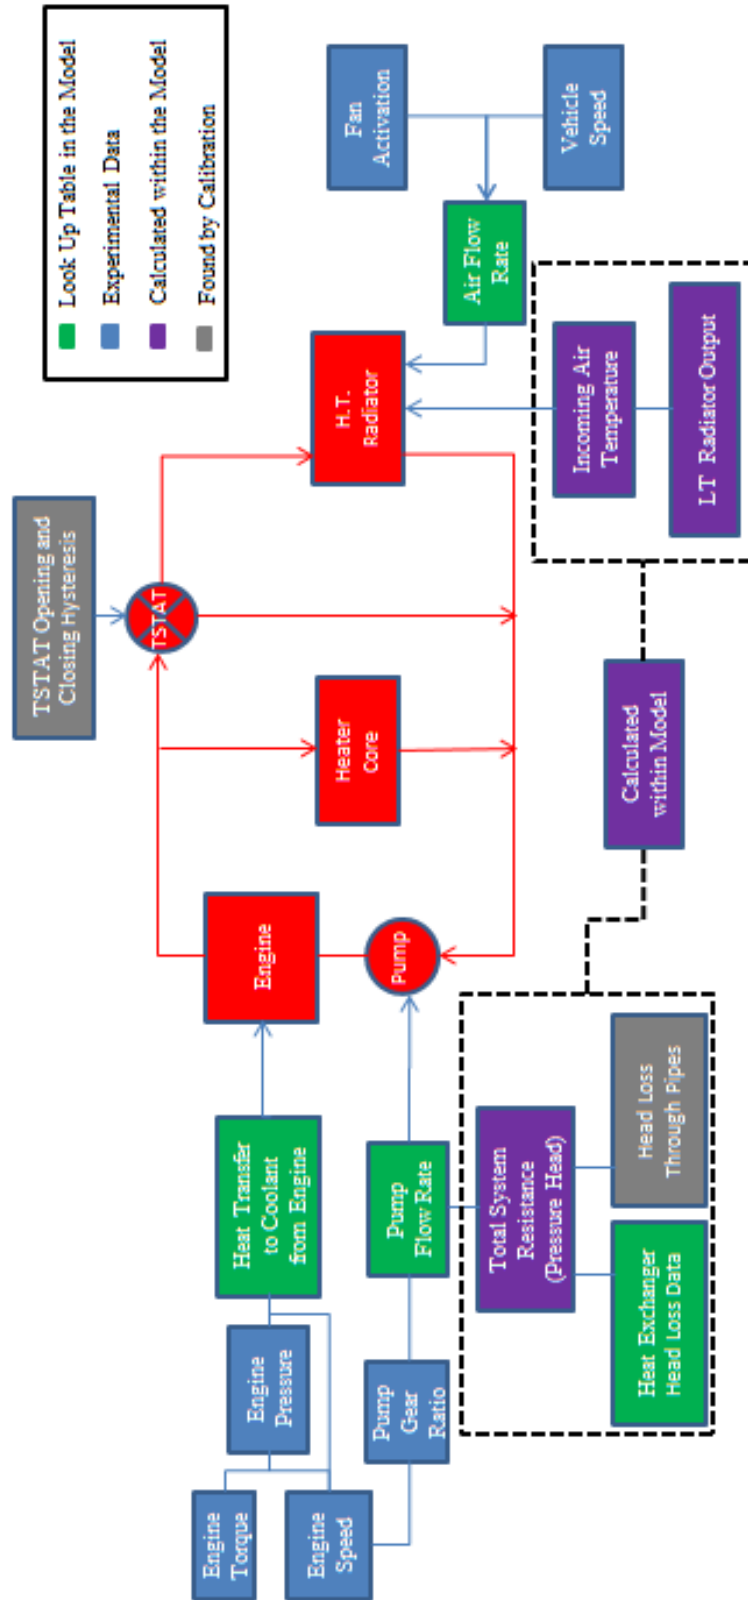 Look Up Table in the Model
Experimental Data
Calculated within the Model
Found by Calibration
TSTAT Opening and
Closing Hysteresis
TSTAT
Engine
Torque
Engine
Speed
Engine
Pressure
Heat Transfer
to Coolant
from Engine
Engine
Heater
Core
H.T.
Radiator
Fan
Activation
Vehicle
Speed
Air Flow
Rate
Pump
Gear
Ratio
Pump
Flow Rate
Pump
Total System
Resistance
(Pressure Head)
Heat Exchanger
Head Loss Data
Head Loss
Through Pipes
Calculated
within Model
Incoming Air
Temperature
LT Radiator Output